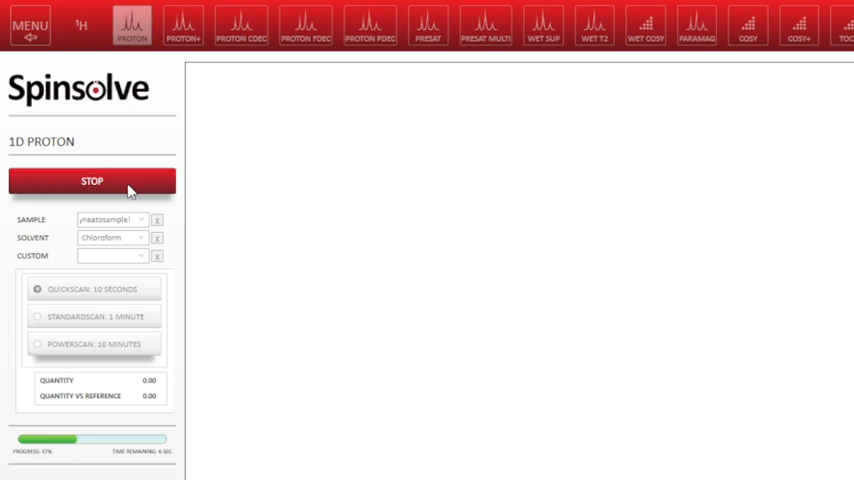 MENU
¹H
PROTON
PROTON+
PROTON CDEC
PROTON FDEC
PROTON PDEC
PRESAT
PRESAT MULTI
WET SUP
WET T2
WET COSY
PARAMAG
COSY
COSY+
TOC
Spinsolve
1D PROTON
STOP
SAMPLE yneatosample! x
SOLVENT Chloroform x
CUSTOM x
QUICKSCAN: 10 SECONDS
STANDARDSCAN: 1 MINUTE
POWERSCAN: 10 MINUTES
QUANTITY 0.00
QUANTITY VS REFERENCE 0.00
PROGRESS: 37% TIME REMAINING: 6 SEC